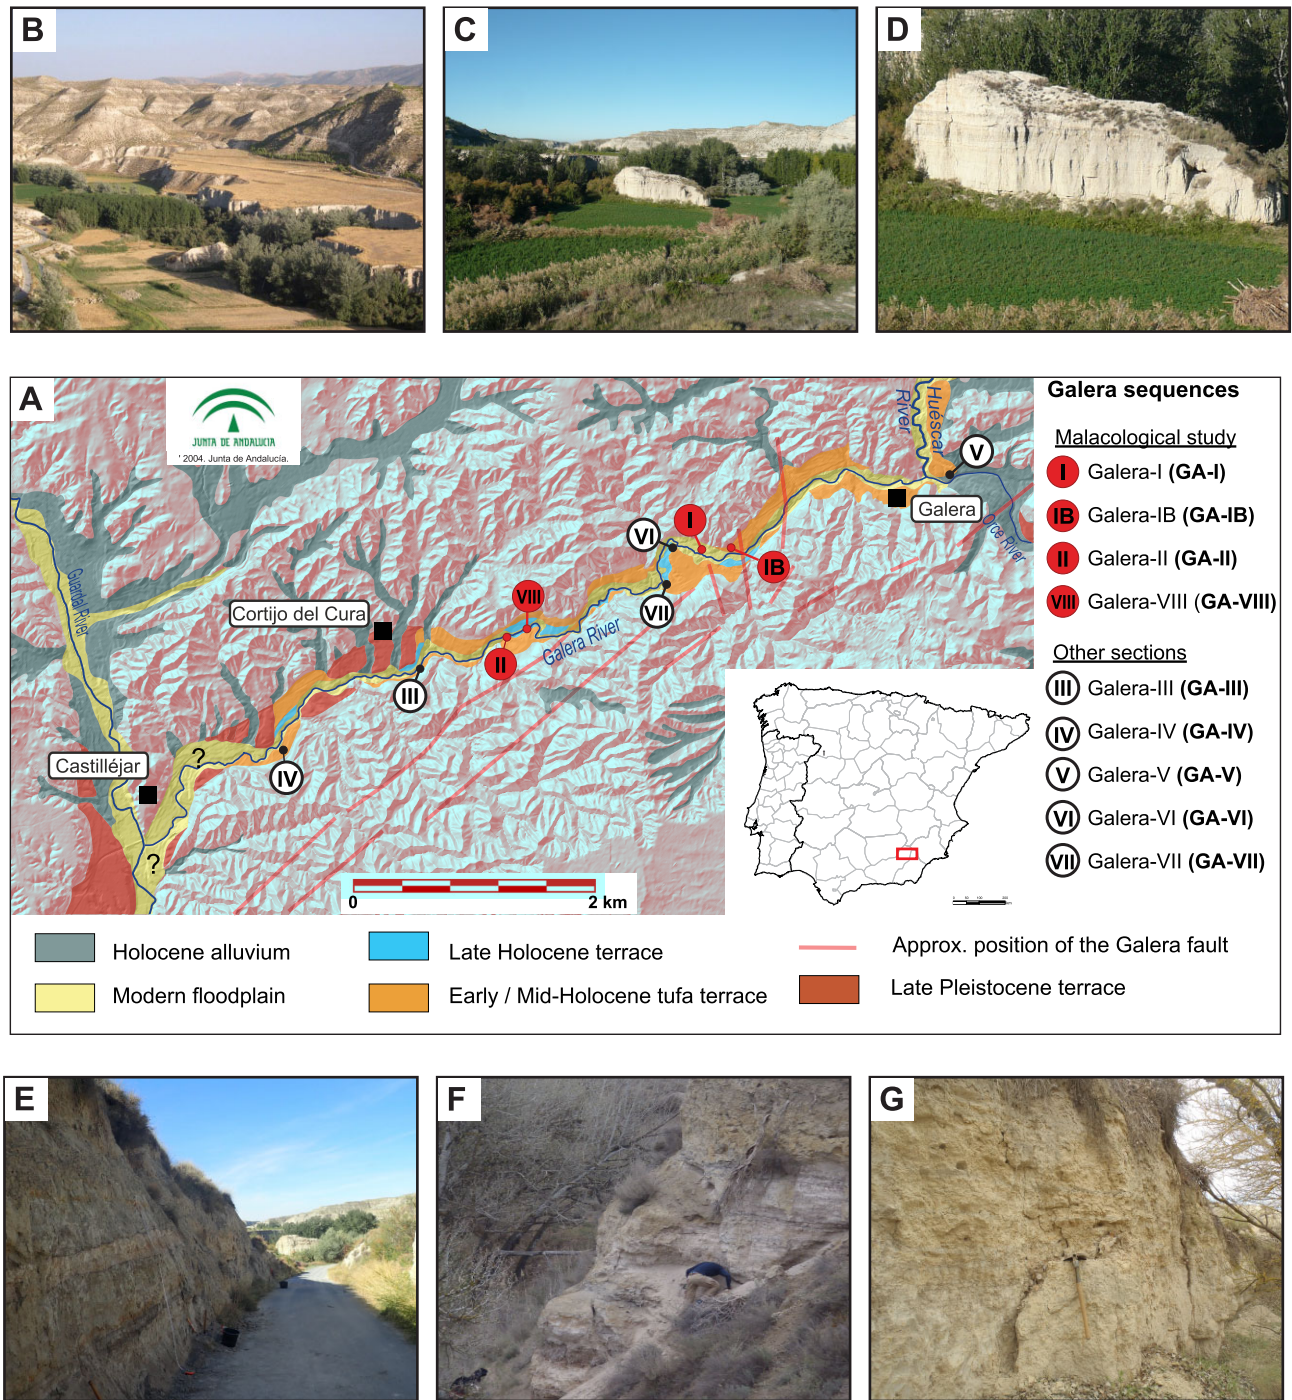 B
C
D
A
JUNTA DE ANDALUCIA
' 2004. Junta de Andalucía.
Huéscar
River
V
Galera
Orce River
I
VI
IB
VII
Guardal River
Cortijo del Cura
VIII
II
Galera River
III
?
Castilléjar
IV
?
0 2 km
Galera sequences
Malacological study
I Galera-I (GA-I)
IB Galera-IB (GA-IB)
II Galera-II (GA-II)
VIII Galera-VIII (GA-VIII)
Other sections
III Galera-III (GA-III)
IV Galera-IV (GA-IV)
V Galera-V (GA-V)
VI Galera-VI (GA-VI)
VII Galera-VII (GA-VII)
Holocene alluvium
Late Holocene terrace
Approx. position of the Galera fault
Modern floodplain
Early / Mid-Holocene tufa terrace
Late Pleistocene terrace
E
F
G